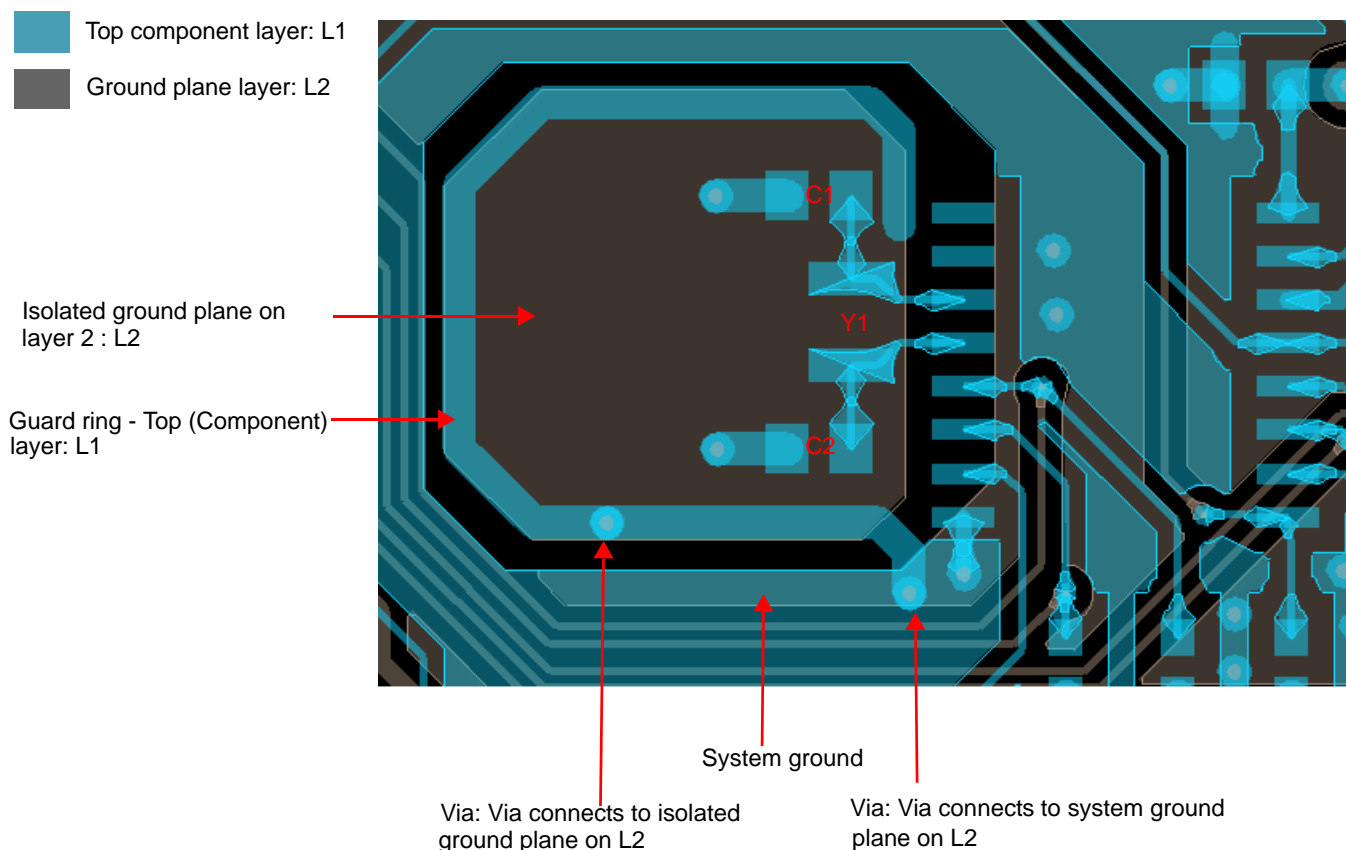 Top component layer: L1
Ground plane layer: L2
C1
Isolated ground plane on
layer 2 : L2
Y1
Guard ring - Top (Component)
layer: L1
C2
System ground
Via: Via connects to isolated
ground plane on L2
Via: Via connects to system ground
plane on L2